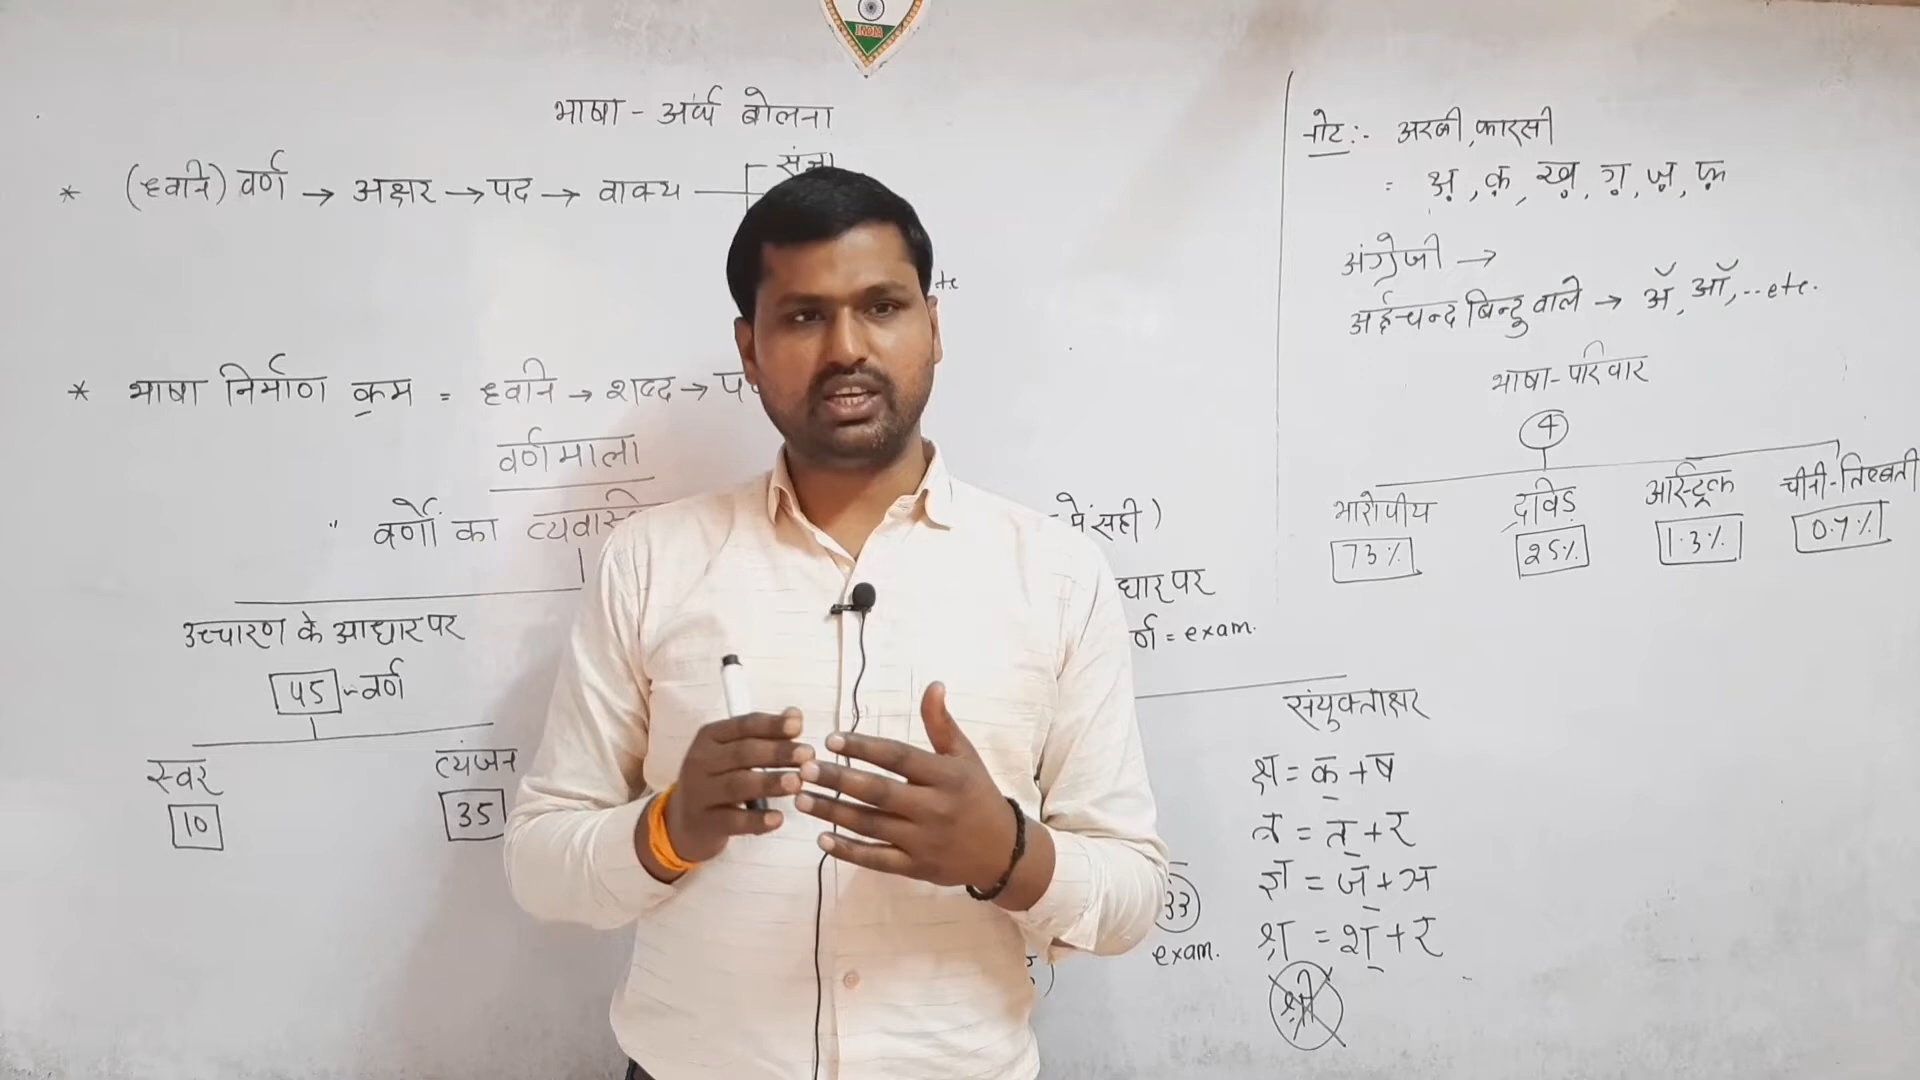 INDIA
भाषा - अर्थ बोलना
* (ध्वनि) वर्ण → अक्षर → पद → वाक्य
संज्ञा
etc
* भाषा निर्माण क्रम = ध्वनि → शब्द →
वर्णमाला
" वर्णों का
में सही)
उच्चारण के आधार पर
45 - वर्ण
स्वर
व्यंजन
10
35
= exam.
33
exam.
संयुक्ताक्षर
क्ष = क् + ष
त्र = त् + र
ज्ञ = ज् + ञ
श्र = श् + र
श्री
नोट :- अरबी, फारसी
= अ़, क़, ख़, ग़, ज़, फ़
अंग्रेजी →
अर्द्धचन्द्र बिन्दु वाले → ॲ, ऑ, ...etc.
भाषा - परिवार
4
भारोपीय
द्रविड़
आस्ट्रिक
चीनी - तिब्बती
73%
25%
1.3%
0.7%